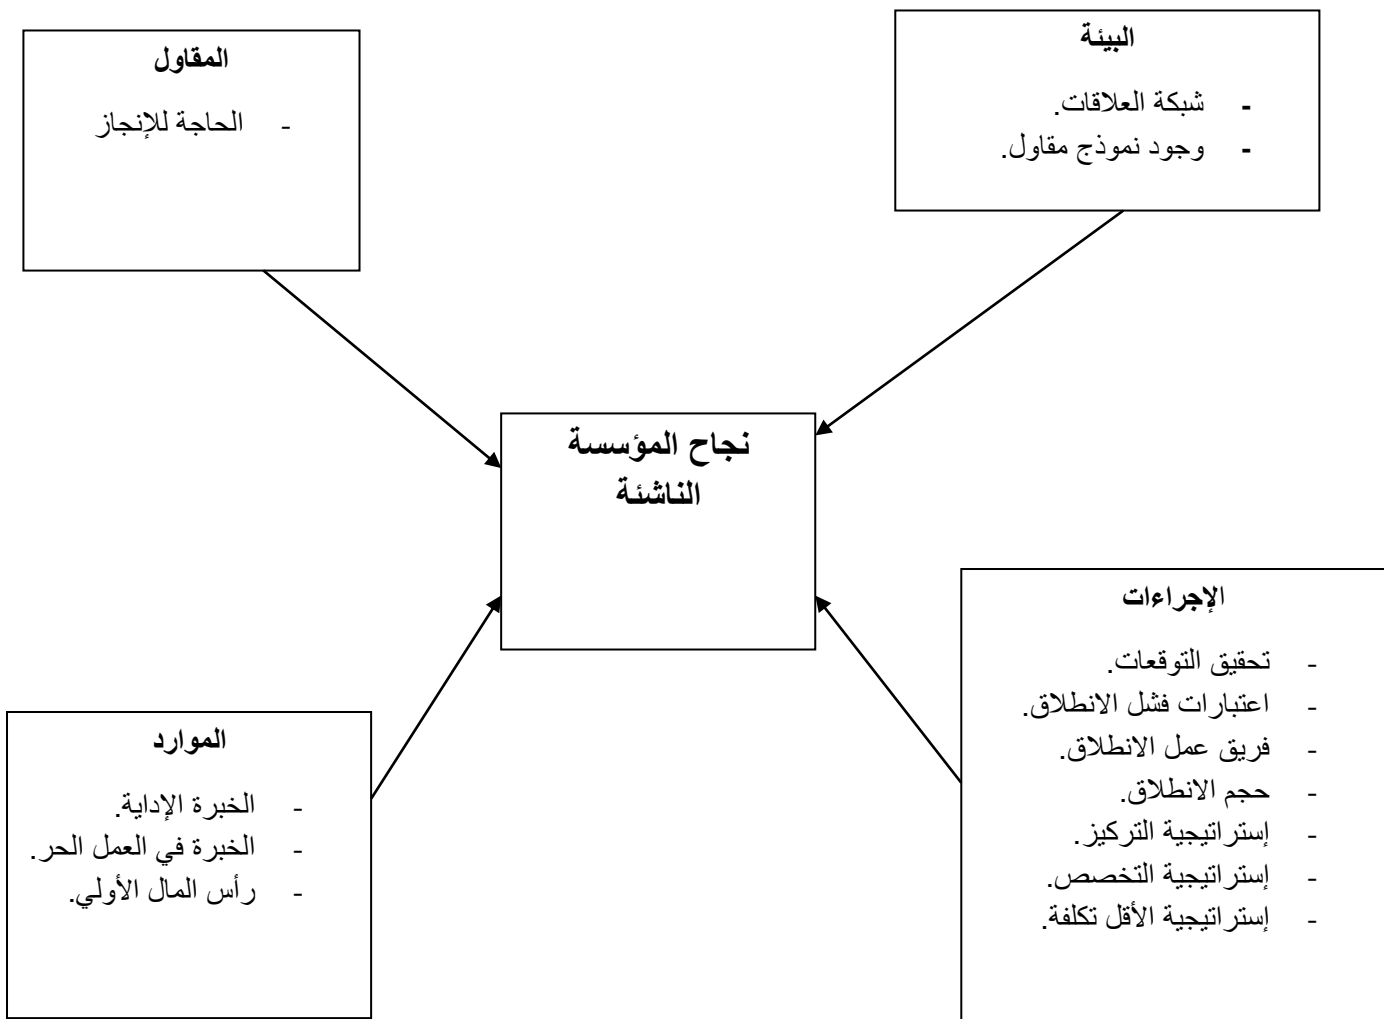 البيئة
- شبكة العلاقات.
- وجود نموذج مقاول.
المقاول
- الحاجة للإنجاز
نجاح المؤسسة
الناشئة
الإجراءات
- تحقيق التوقعات.
- اعتبارات فشل الانطلاق.
- فريق عمل الانطلاق.
- حجم الانطلاق.
- إستراتيجية التركيز.
- إستراتيجية التخصص.
- إستراتيجية الأقل تكلفة.
الموارد
- الخبرة الإداية.
- الخبرة في العمل الحر.
- رأس المال الأولي.